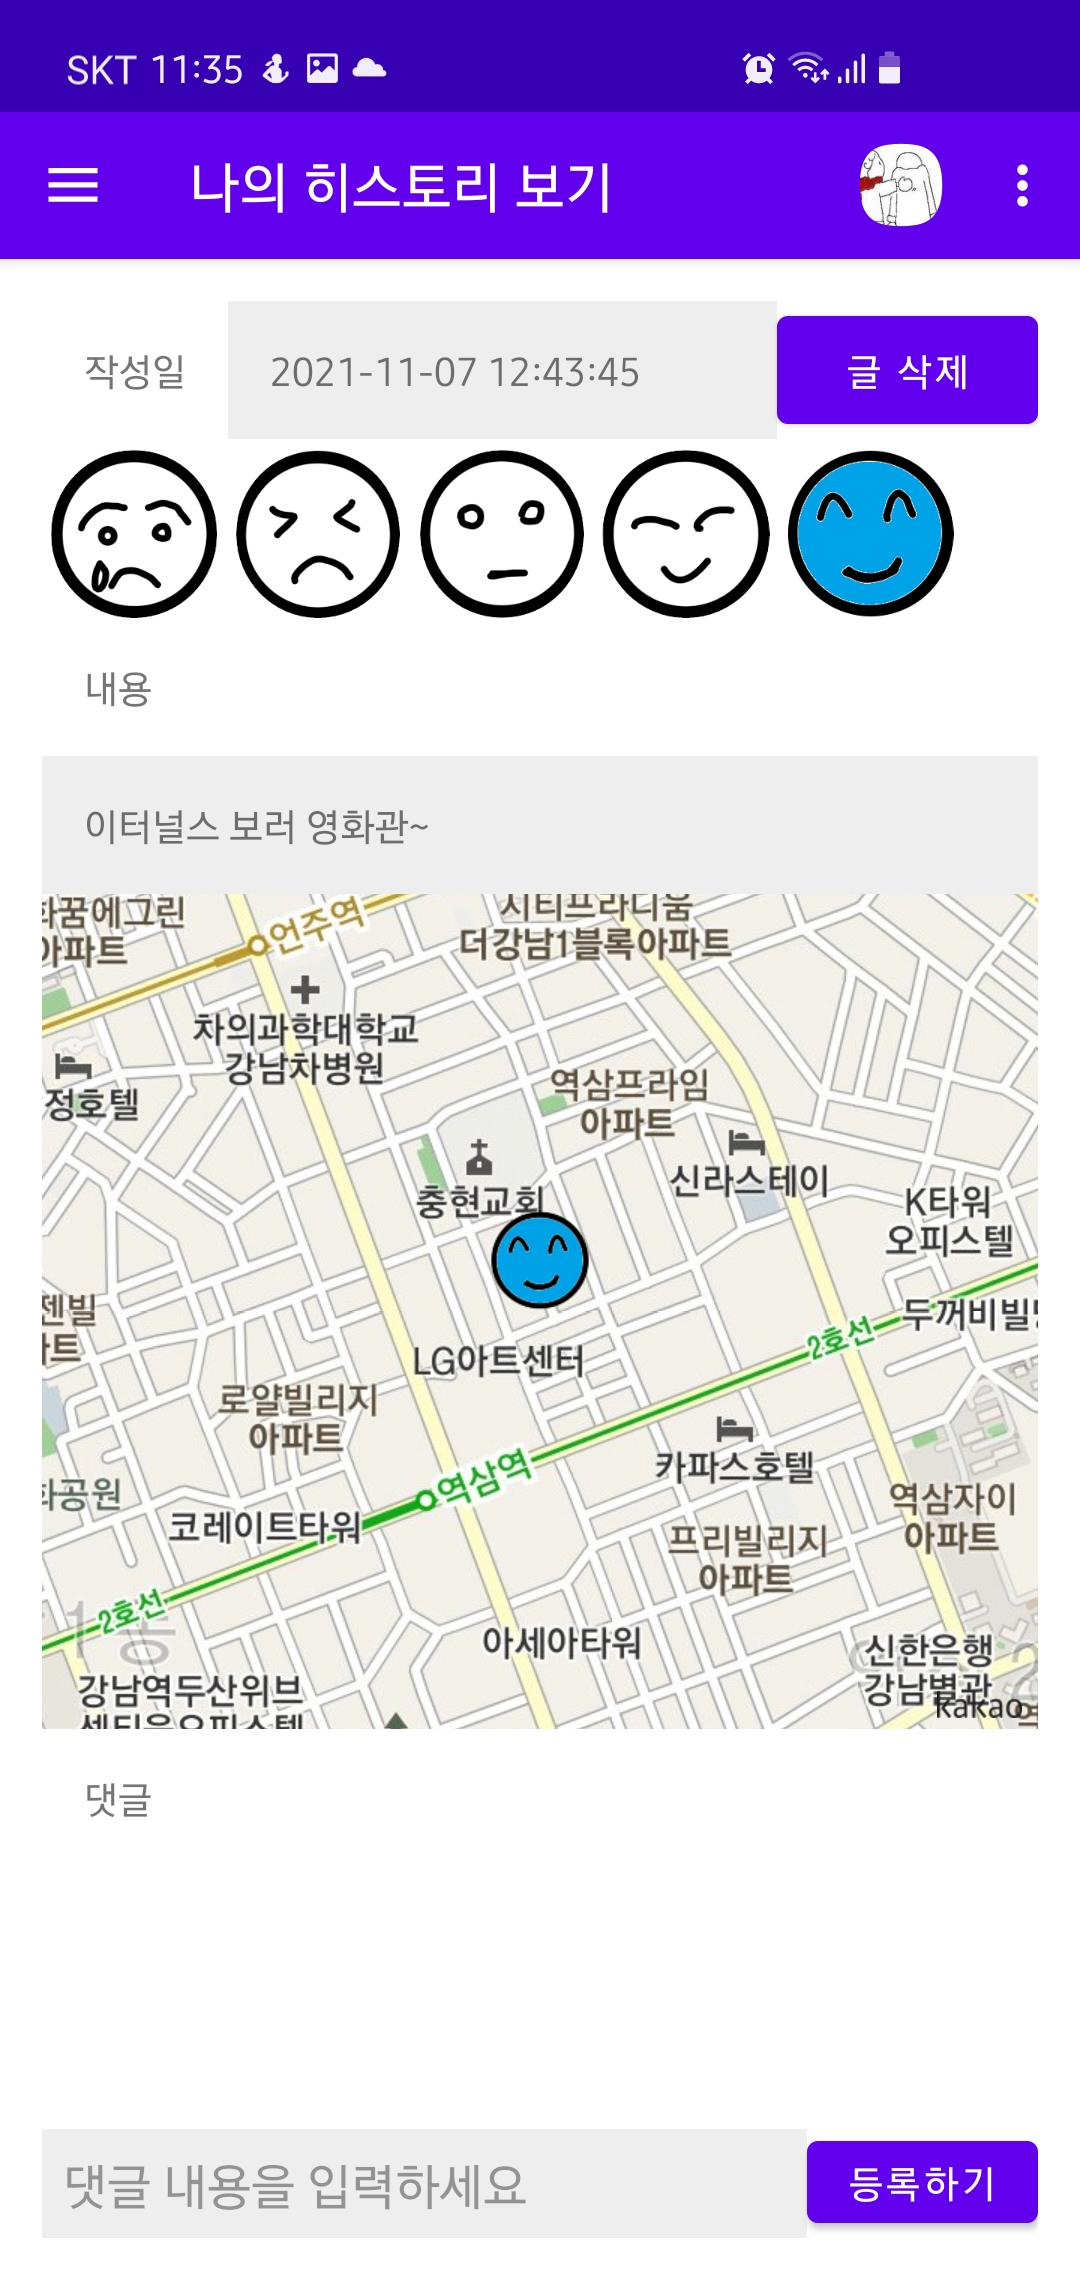 SKT 11:35
나의 히스토리 보기
작성일
2021-11-07 12:43:45
글 삭제
내용
이터널스 보러 영화관~
화꿈에그린
아파트
언주역
시티프라디움
더강남1블록아파트
차의과학대학교
강남차병원
정호텔
역삼프라임
아파트
충현교회
신라스테이
K타워
오피스텔
젠빌
트
두꺼비빌딩
2호선
LG아트센터
로얄빌리지
아파트
역삼역
카파스호텔
화공원
코레이트타워
역삼자이
아파트
프리빌리지
아파트
2호선
1동
아세아타워
신한은행
강남별관
2
강남역두산위브
센티움오피스텔
kakao
역
댓글
댓글 내용을 입력하세요
등록하기